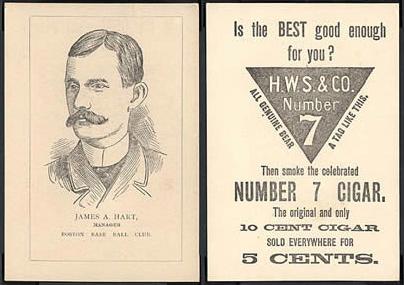 JAMES A. HART,
MANAGER
BOSTON BASE BALL CLUB.
Is the BEST good enough
for you?
H.W.S. & CO.
Number
7
ALL GENUINE BEAR
A TAG LIKE THIS.
Then smoke the celebrated
NUMBER 7 CIGAR.
The original and only
10 CENT CIGAR
SOLD EVERYWHERE FOR
5 CENTS.